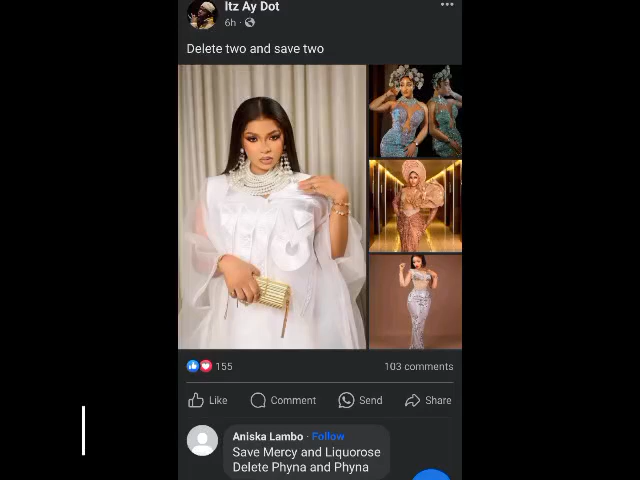 Itz Ay Dot
6h ·
Delete two and save two
155
103 comments
Like
Comment
Send
Share
Aniska Lambo · Follow
Save Mercy and Liquorose
Delete Phyna and Phyna